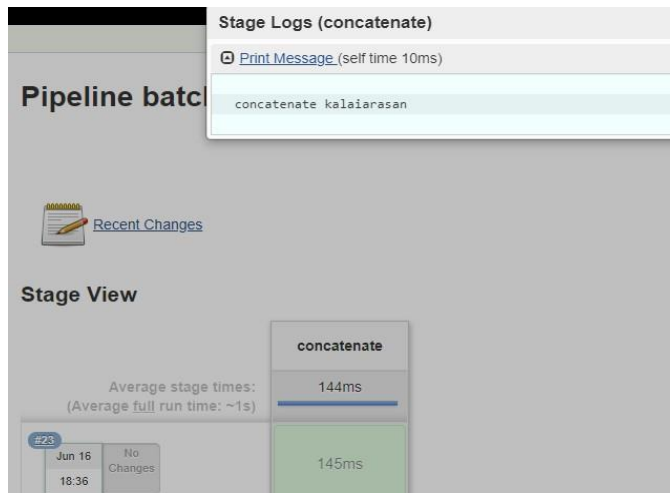 Stage Logs (concatenate)
Print Message (self time 10ms)
concatenate kalaiarasan
Pipeline batc
Recent Changes
Stage View
concatenate
Average stage times:
(Average full run time: ~1s)
144ms
#23
Jun 16
18:36
No
Changes
145ms